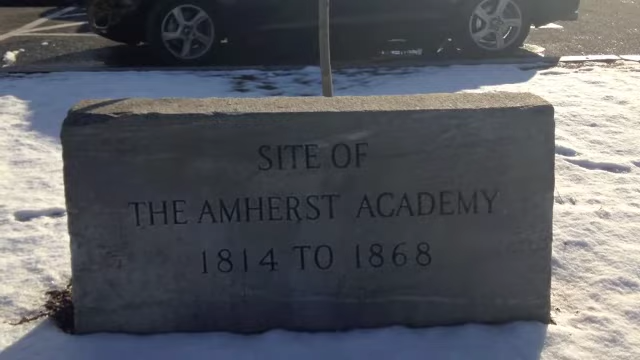 SITE OF
THE AMHERST ACADEMY
1814 TO 1868